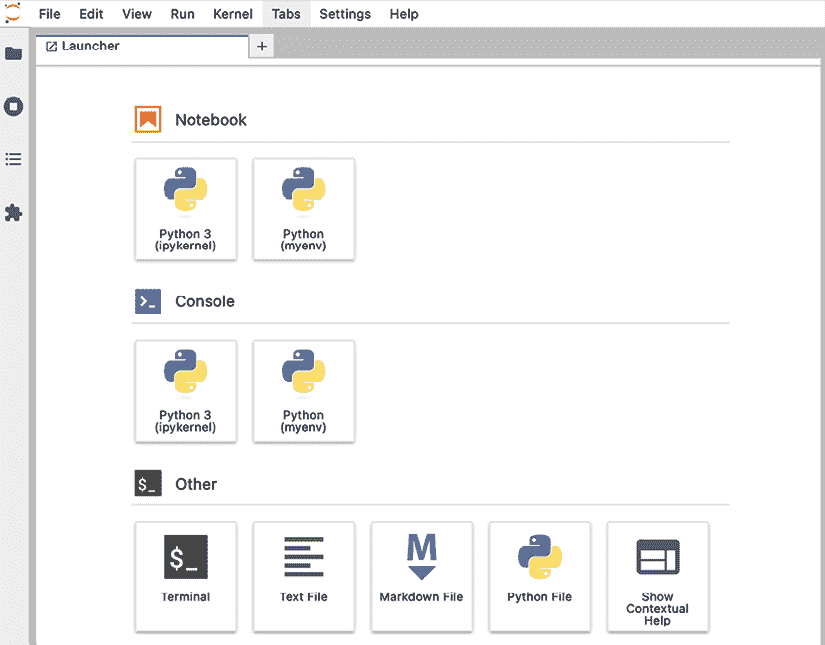 File Edit View Run Kernel Tabs Settings Help
Launcher +
Notebook
Python 3 Python
(ipykernel) (myenv)
>_ Console
Python 3 Python
(ipykernel) (myenv)
$_ Other
$_ M
Terminal Text File Markdown File Python File Show
Contextual
Help